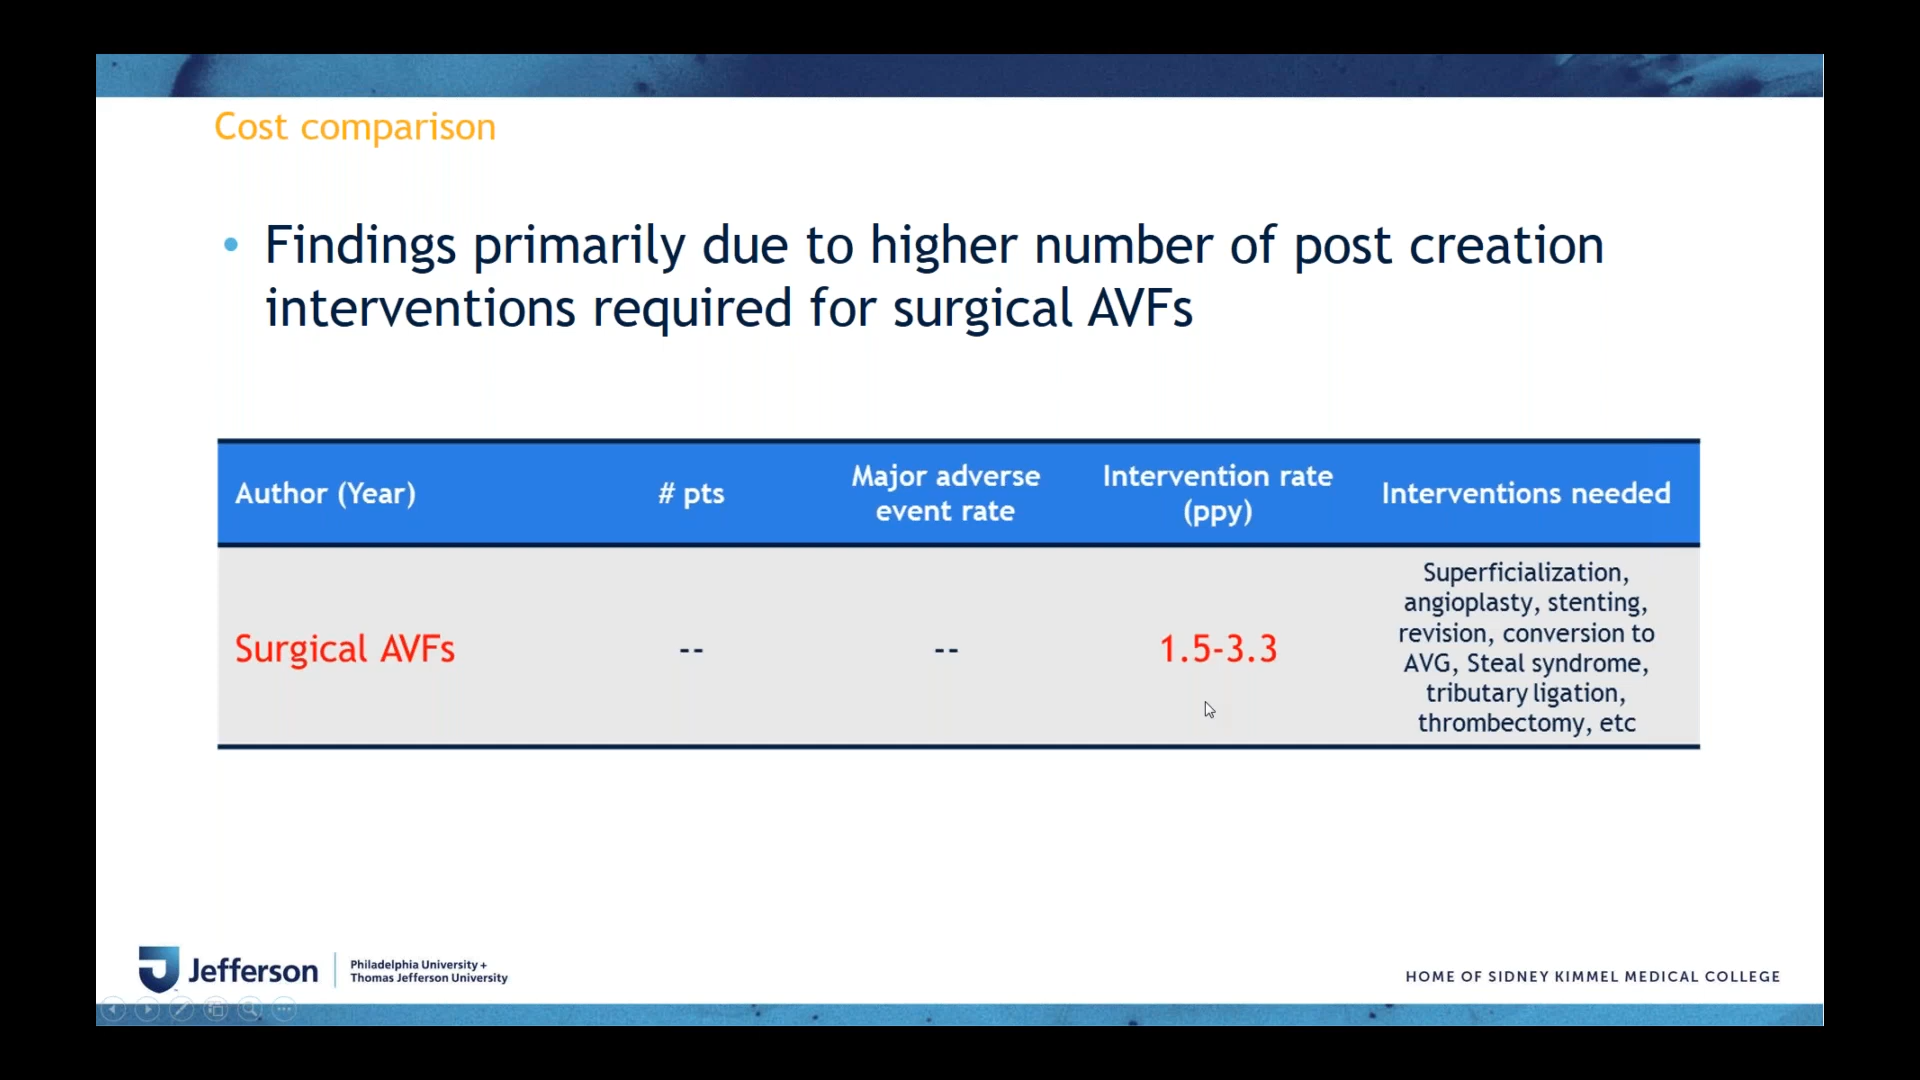 Cost comparison
• Findings primarily due to higher number of post creation
interventions required for surgical AVFs
Author (Year)
# pts
Major adverse
event rate
Intervention rate
(ppy)
Interventions needed
Surgical AVFs
--
--
1.5-3.3
Superficialization,
angioplasty, stenting,
revision, conversion to
AVG, Steal syndrome,
tributary ligation,
thrombectomy, etc
Jefferson
Philadelphia University +
Thomas Jefferson University
HOME OF SIDNEY KIMMEL MEDICAL COLLEGE